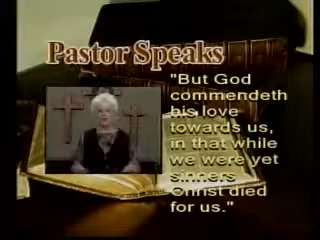 Pastor Speaks
"But God
commendeth
his love
towards us,
in that while
we were yet
sinners
Christ died
for us."